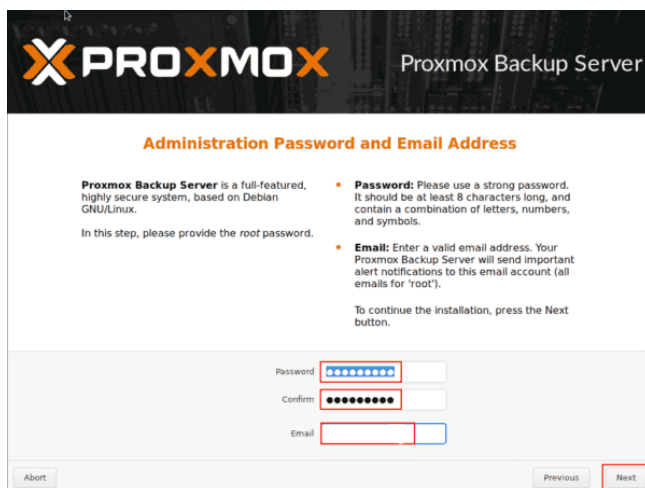 PROXMOX
Proxmox Backup Server
Administration Password and Email Address
Proxmox Backup Server is a full-featured,
highly secure system, based on Debian
GNU/Linux.
In this step, please provide the root password.
• Password: Please use a strong password.
It should be at least 8 characters long, and
contain a combination of letters, numbers,
and symbols.
• Email: Enter a valid email address. Your
Proxmox Backup Server will send important
alert notifications to this email account (all
emails for 'root').
To continue the installation, press the Next
button.
Password ●●●●●●●●●
Confirm ●●●●●●●●●
Email
Abort
Previous
Next